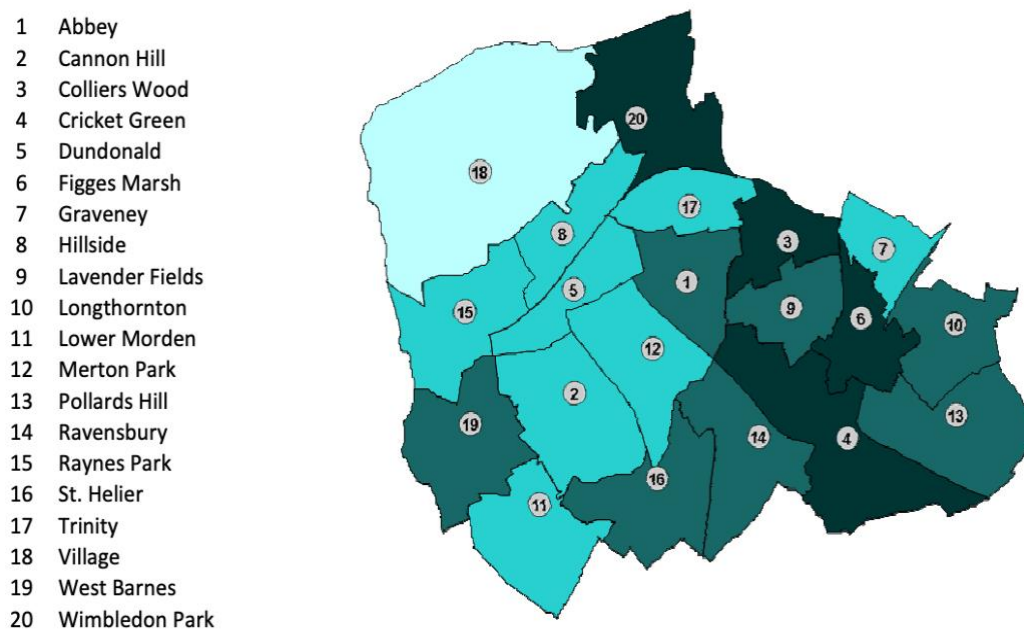 1 Abbey
2 Cannon Hill
3 Colliers Wood
4 Cricket Green
5 Dundonald
6 Figges Marsh
7 Graveney
8 Hillside
9 Lavender Fields
10 Longthornton
11 Lower Morden
12 Merton Park
13 Pollards Hill
14 Ravensbury
15 Raynes Park
16 St. Helier
17 Trinity
18 Village
19 West Barnes
20 Wimbledon Park
20
18
17
8
3
7
1
5
15
9
6
10
12
2
13
19
14
4
16
11